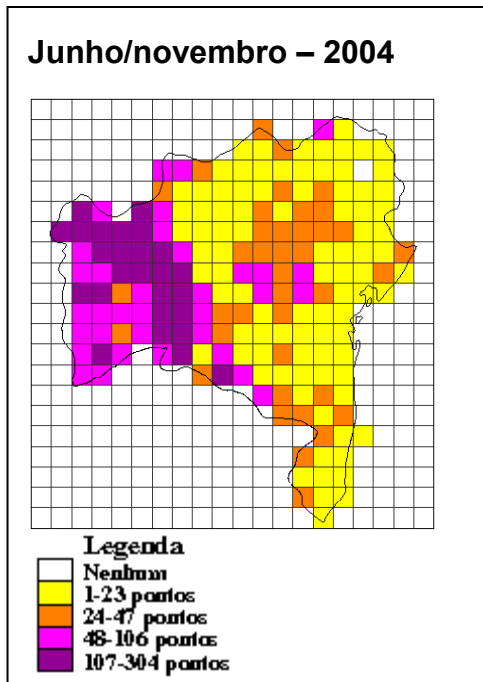 Junho/novembro – 2004
Legenda
Nenhum
1-23 pontos
24-47 pontos
48-106 pontos
107-304 pontos